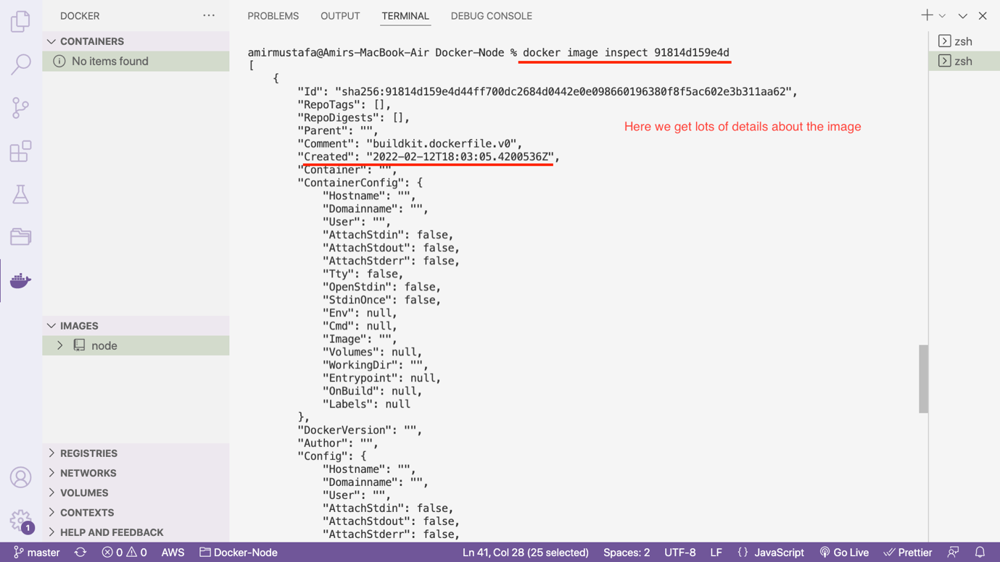 DOCKER
CONTAINERS
No items found
IMAGES
node
REGISTRIES
NETWORKS
VOLUMES
CONTEXTS
HELP AND FEEDBACK
1
PROBLEMS OUTPUT TERMINAL DEBUG CONSOLE
amirmustafa@Amirs-MacBook-Air Docker-Node % docker image inspect 91814d159e4d
[
{
"Id": "sha256:91814d159e4d44ff700dc2684d0442e0e098660196380f8f5ac602e3b311aa62",
"RepoTags": [],
"RepoDigests": [],
"Parent": "",
"Comment": "buildkit.dockerfile.v0",
"Created": "2022-02-12T18:03:05.4200536Z",
"Container": "",
"ContainerConfig": {
"Hostname": "",
"Domainname": "",
"User": "",
"AttachStdin": false,
"AttachStdout": false,
"AttachStderr": false,
"Tty": false,
"OpenStdin": false,
"StdinOnce": false,
"Env": null,
"Cmd": null,
"Image": "",
"Volumes": null,
"WorkingDir": "",
"Entrypoint": null,
"OnBuild": null,
"Labels": null
},
"DockerVersion": "",
"Author": "",
"Config": {
"Hostname": "",
"Domainname": "",
"User": "",
"AttachStdin": false,
"AttachStdout": false,
"AttachStderr": false,
Here we get lots of details about the image
zsh
zsh
master 0 0 AWS Docker-Node Ln 41, Col 28 (25 selected) Spaces: 2 UTF-8 LF {} JavaScript Go Live Prettier